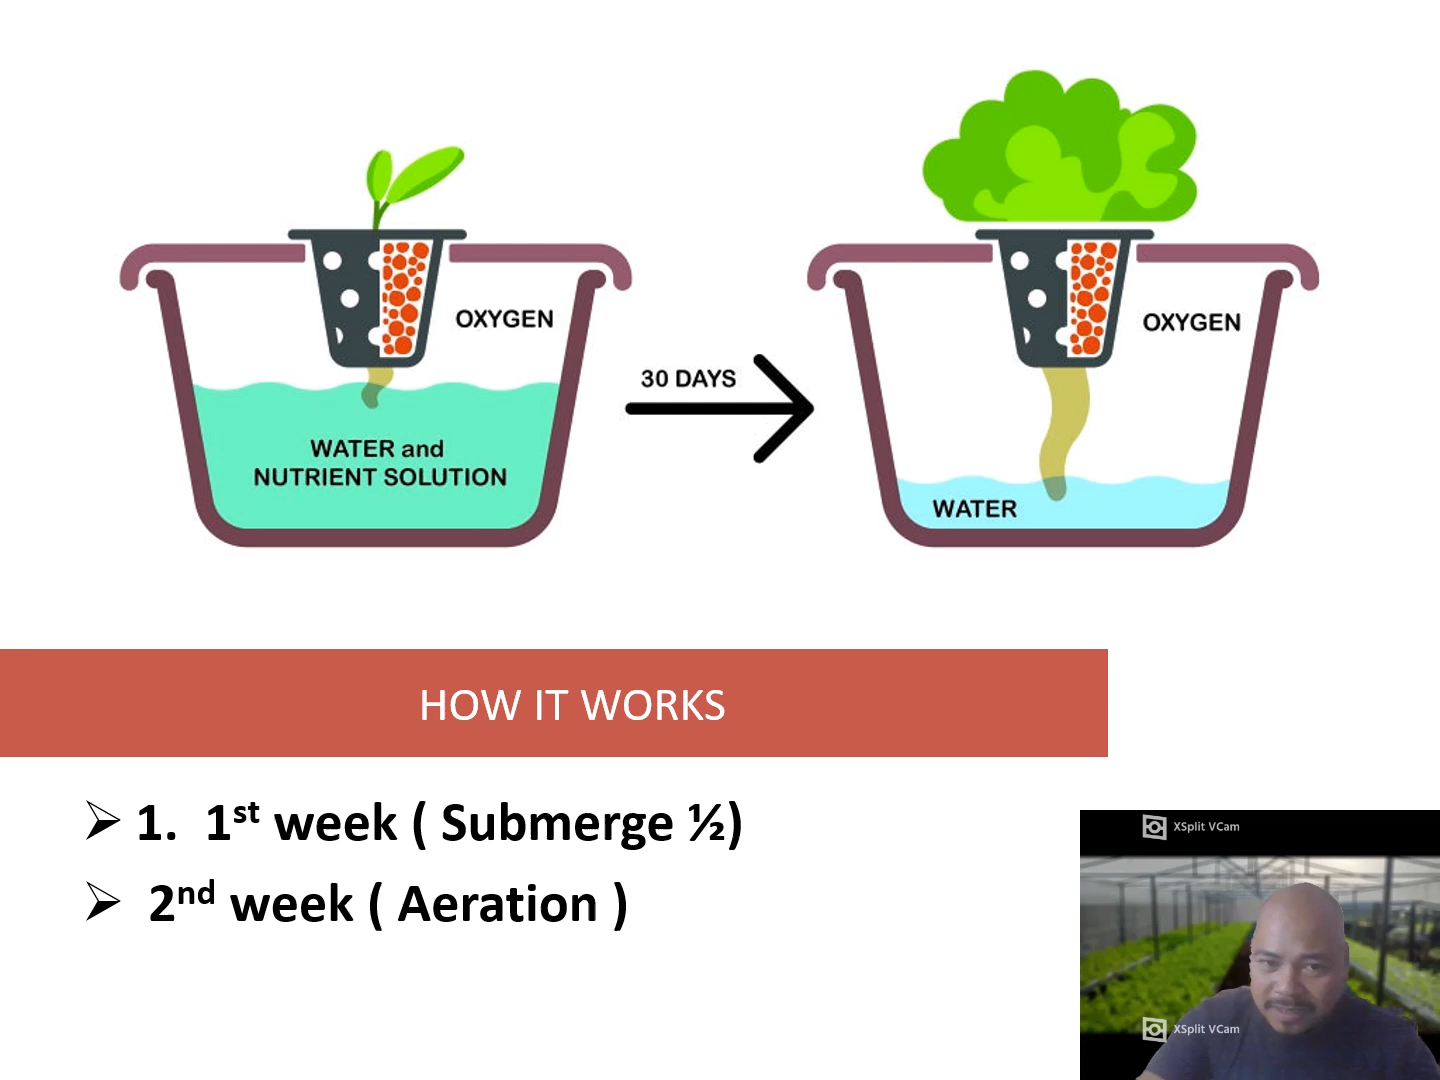 OXYGEN
WATER and
NUTRIENT SOLUTION
30 DAYS
OXYGEN
WATER
HOW IT WORKS
➢ 1. 1st week ( Submerge ½)
➢ 2nd week ( Aeration )
XSplit VCam
XSplit VCam